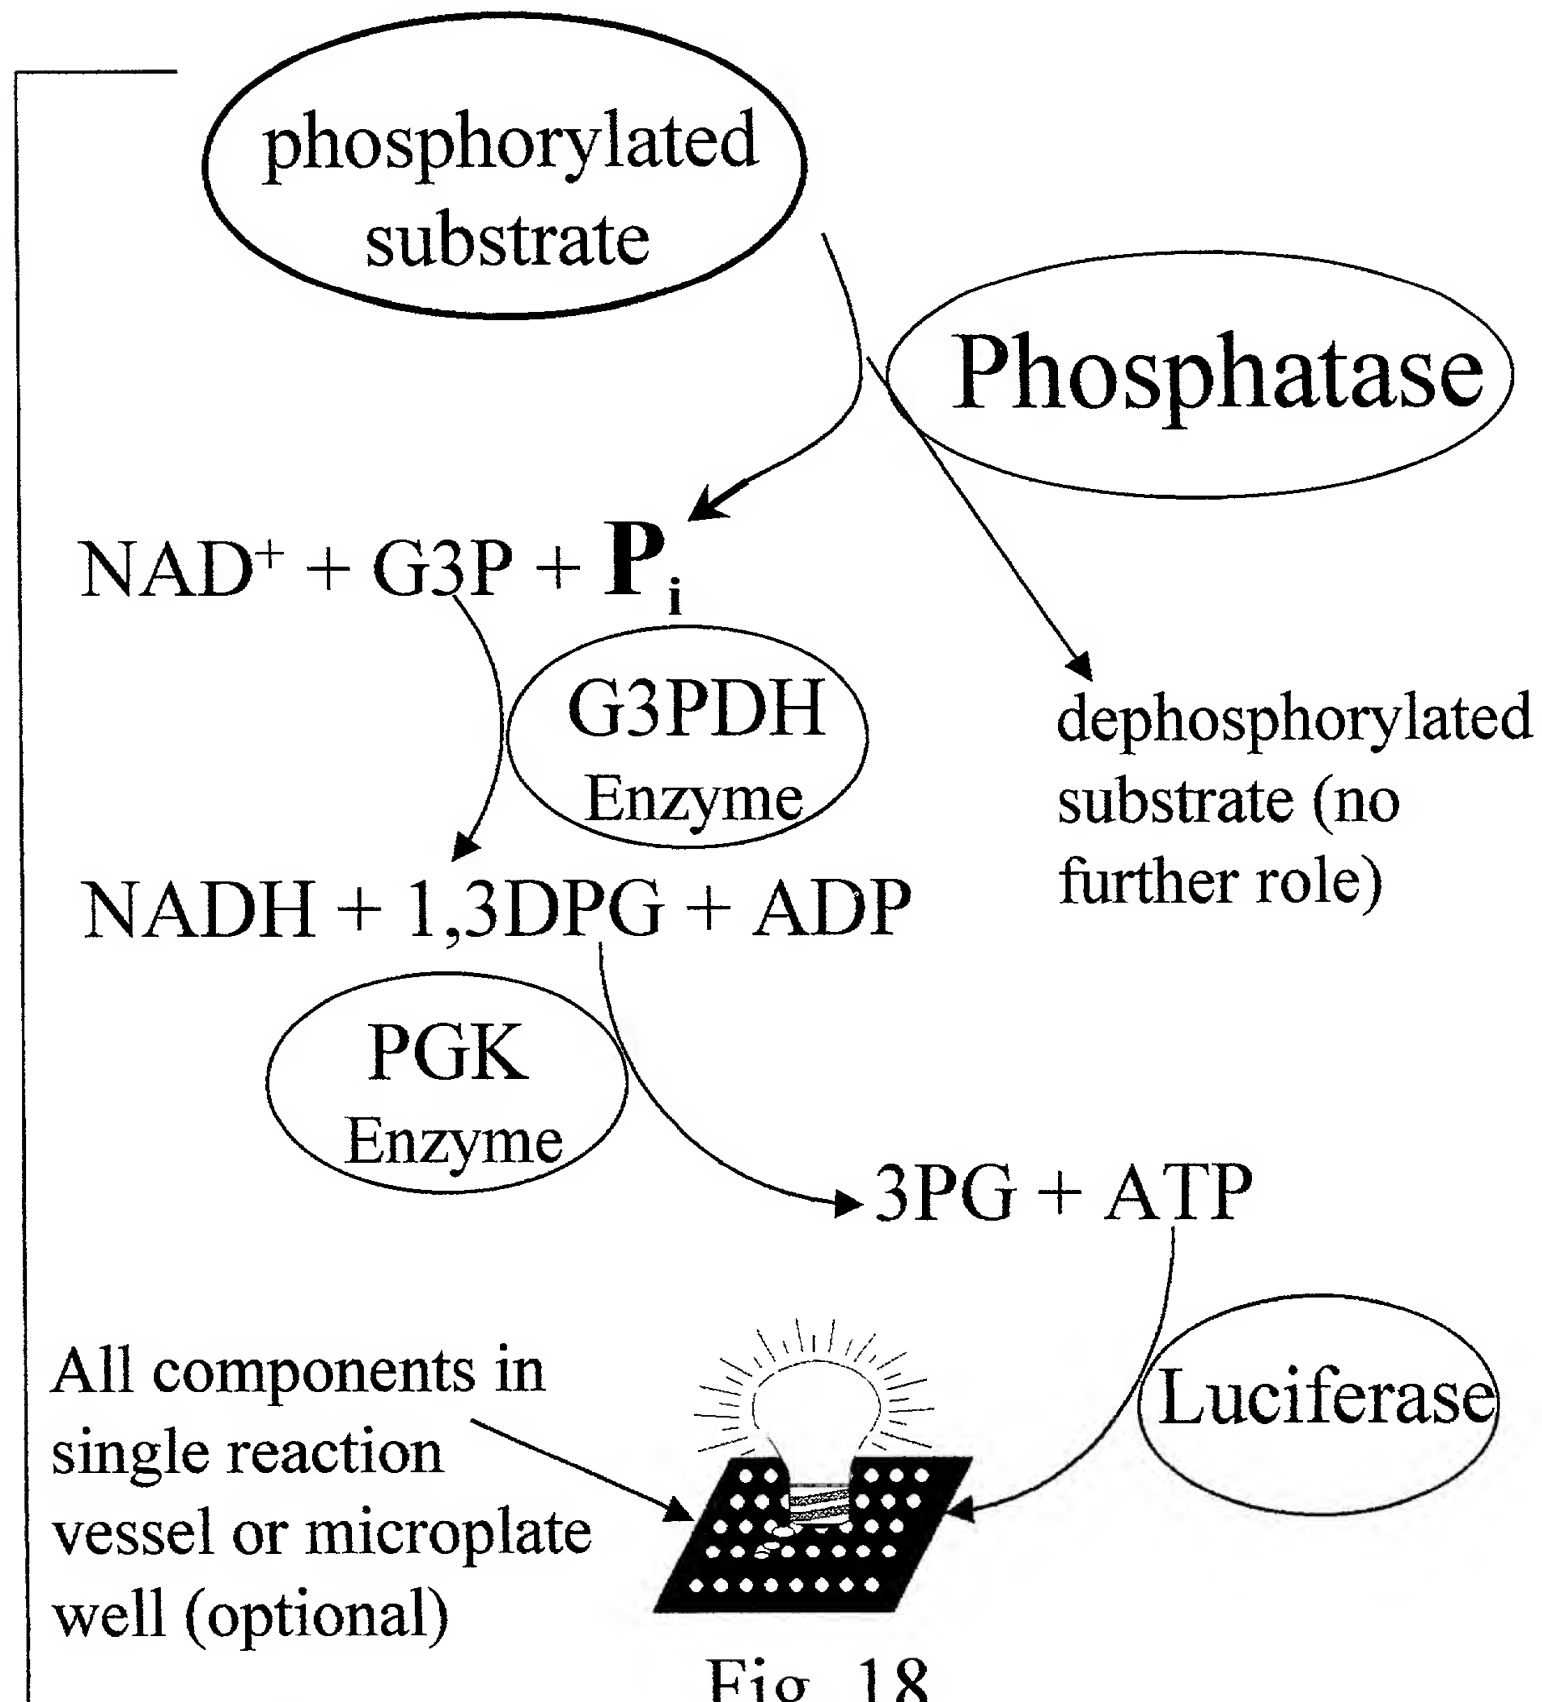 phosphorylated
substrate
Phosphatase
NAD⁺ + G3P + Pᵢ
G3PDH
Enzyme
dephosphorylated
substrate (no
further role)
NADH + 1,3DPG + ADP
PGK
Enzyme
3PG + ATP
Luciferase
All components in
single reaction
vessel or microplate
well (optional)
Fig. 18